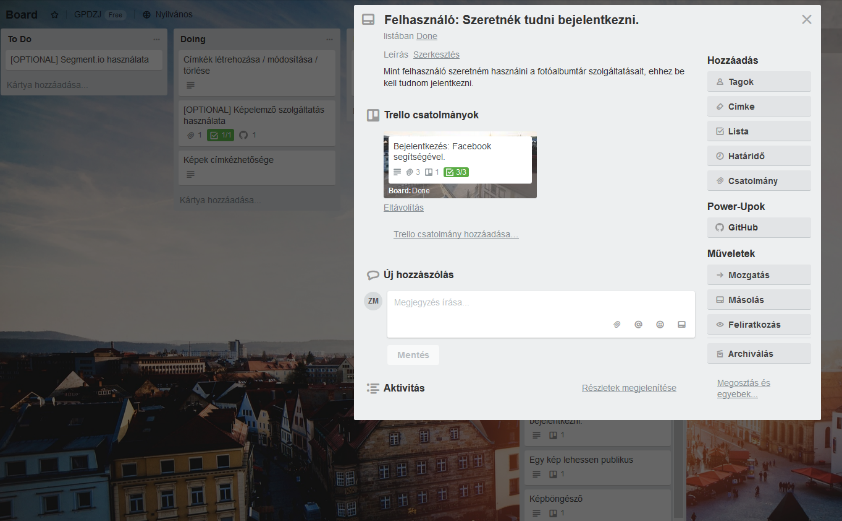 Board
GPDZJ
Free
Nyilvános
To Do
[OPTIONAL] Segment.io használata
Kártya hozzáadása...
Doing
Címkék létrehozása / módosítása /
törlése
[OPTIONAL] Képelemző szolgáltatás
használata
1
1/1
1
Képek címkézhetősége
Kártya hozzáadása...
Felhasználó: Szeretnék tudni bejelentkezni.
listában Done
Leírás Szerkesztés
Mint felhasználó szeretném használni a fotóalbumtár szolgáltatásait, ehhez be
kell tudnom jelentkezni.
Trello csatolmányok
Bejelentkezés: Facebook
segítségével.
3
1
3/3
Board: Done
Eltávolítás
Trello csatolmány hozzáadása...
Új hozzászólás
ZM
Megjegyzés írása...
Mentés
Aktivitás
Részletek megjelenítése
Hozzáadás
Tagok
Címke
Lista
Határidő
Csatolmány
Power-Upok
GitHub
Műveletek
Mozgatás
Másolás
Feliratkozás
Archiválás
Megosztás és
egyebek...
bejelentkezni.
1
Egy kép lehessen publikus
1
Képböngésző
1